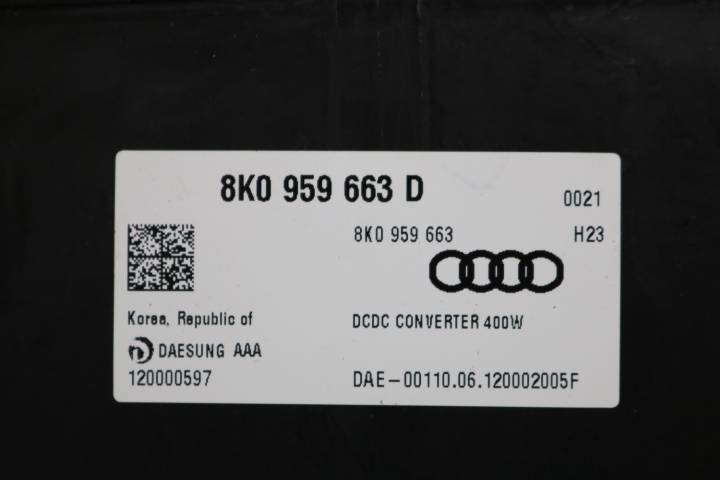 8K0 959 663 D
0021
8K0 959 663
H23
Korea, Republic of
DCDC CONVERTER 400W
DAESUNG AAA
120000597
DAE-00110.06.120002005F